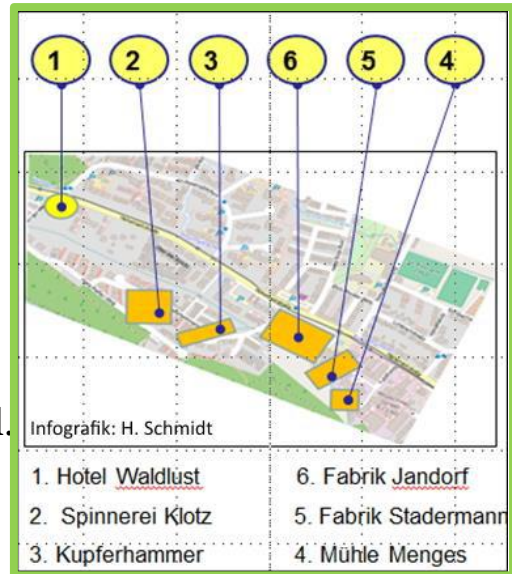 1 2 3 6 5 4
l.
Infografik: H. Schmidt
1. Hotel Waldlust
2. Spinnerei Klotz
3. Kupferhammer
6. Fabrik Jandorf
5. Fabrik Stadermann
4. Mühle Menges